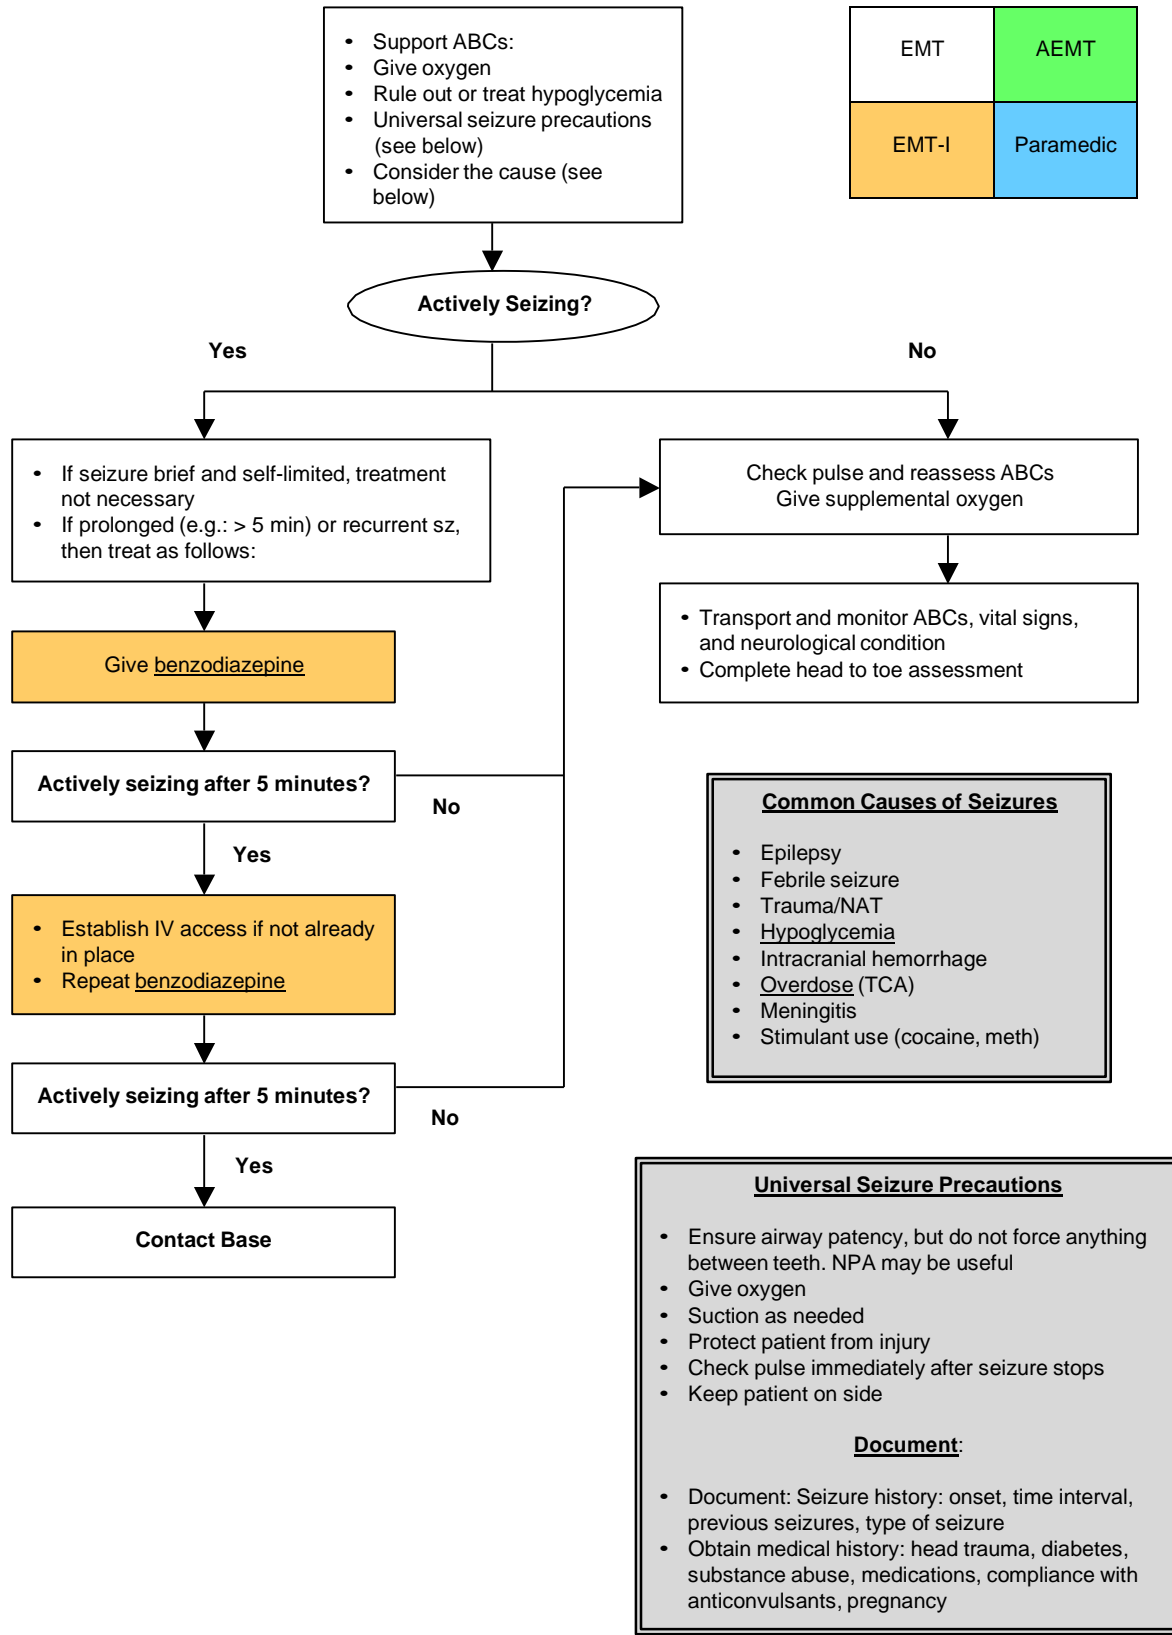 • Support ABCs:
• Give oxygen
• Rule out or treat hypoglycemia
• Universal seizure precautions
(see below)
• Consider the cause (see
below)
EMT
AEMT
EMT-I
Paramedic
Actively Seizing?
Yes
No
• If seizure brief and self-limited, treatment
not necessary
• If prolonged (e.g.: > 5 min) or recurrent sz,
then treat as follows:
Check pulse and reassess ABCs
Give supplemental oxygen
• Transport and monitor ABCs, vital signs,
and neurological condition
• Complete head to toe assessment
Give benzodiazepine
Actively seizing after 5 minutes?
No
Yes
• Establish IV access if not already
in place
• Repeat benzodiazepine
Actively seizing after 5 minutes?
No
Yes
Contact Base
Common Causes of Seizures
• Epilepsy
• Febrile seizure
• Trauma/NAT
• Hypoglycemia
• Intracranial hemorrhage
• Overdose (TCA)
• Meningitis
• Stimulant use (cocaine, meth)
Universal Seizure Precautions
• Ensure airway patency, but do not force anything
between teeth. NPA may be useful
• Give oxygen
• Suction as needed
• Protect patient from injury
• Check pulse immediately after seizure stops
• Keep patient on side
Document:
• Document: Seizure history: onset, time interval,
previous seizures, type of seizure
• Obtain medical history: head trauma, diabetes,
substance abuse, medications, compliance with
anticonvulsants, pregnancy